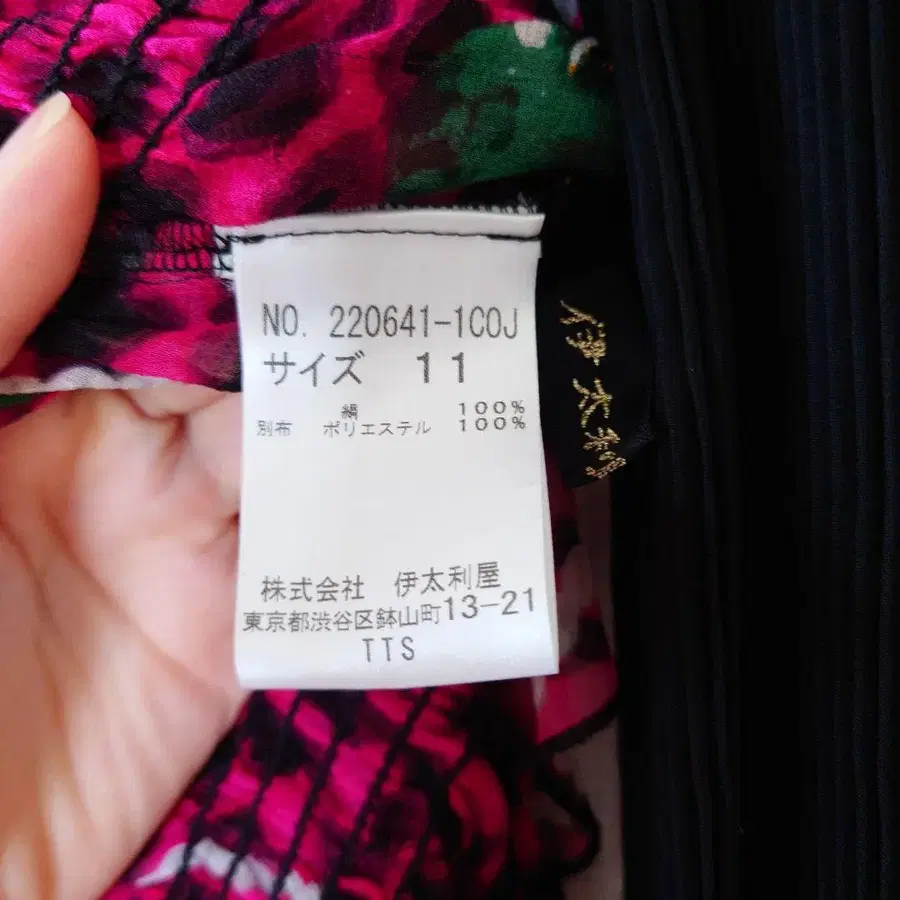 NO. 220641-1COJ
サイズ 11
絹 100%
別布 ポリエステル 100%
株式会社 伊太利屋
東京都渋谷区鉢山町13-21
TTS
伊太利